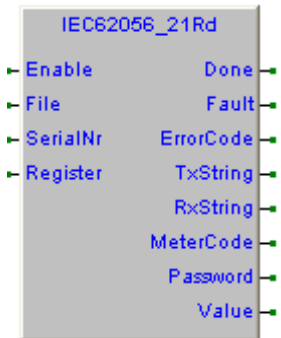 IEC62056_21Rd
Enable Done
File Fault
SerialNr ErrorCode
Register TxString
RxString
MeterCode
Password
Value